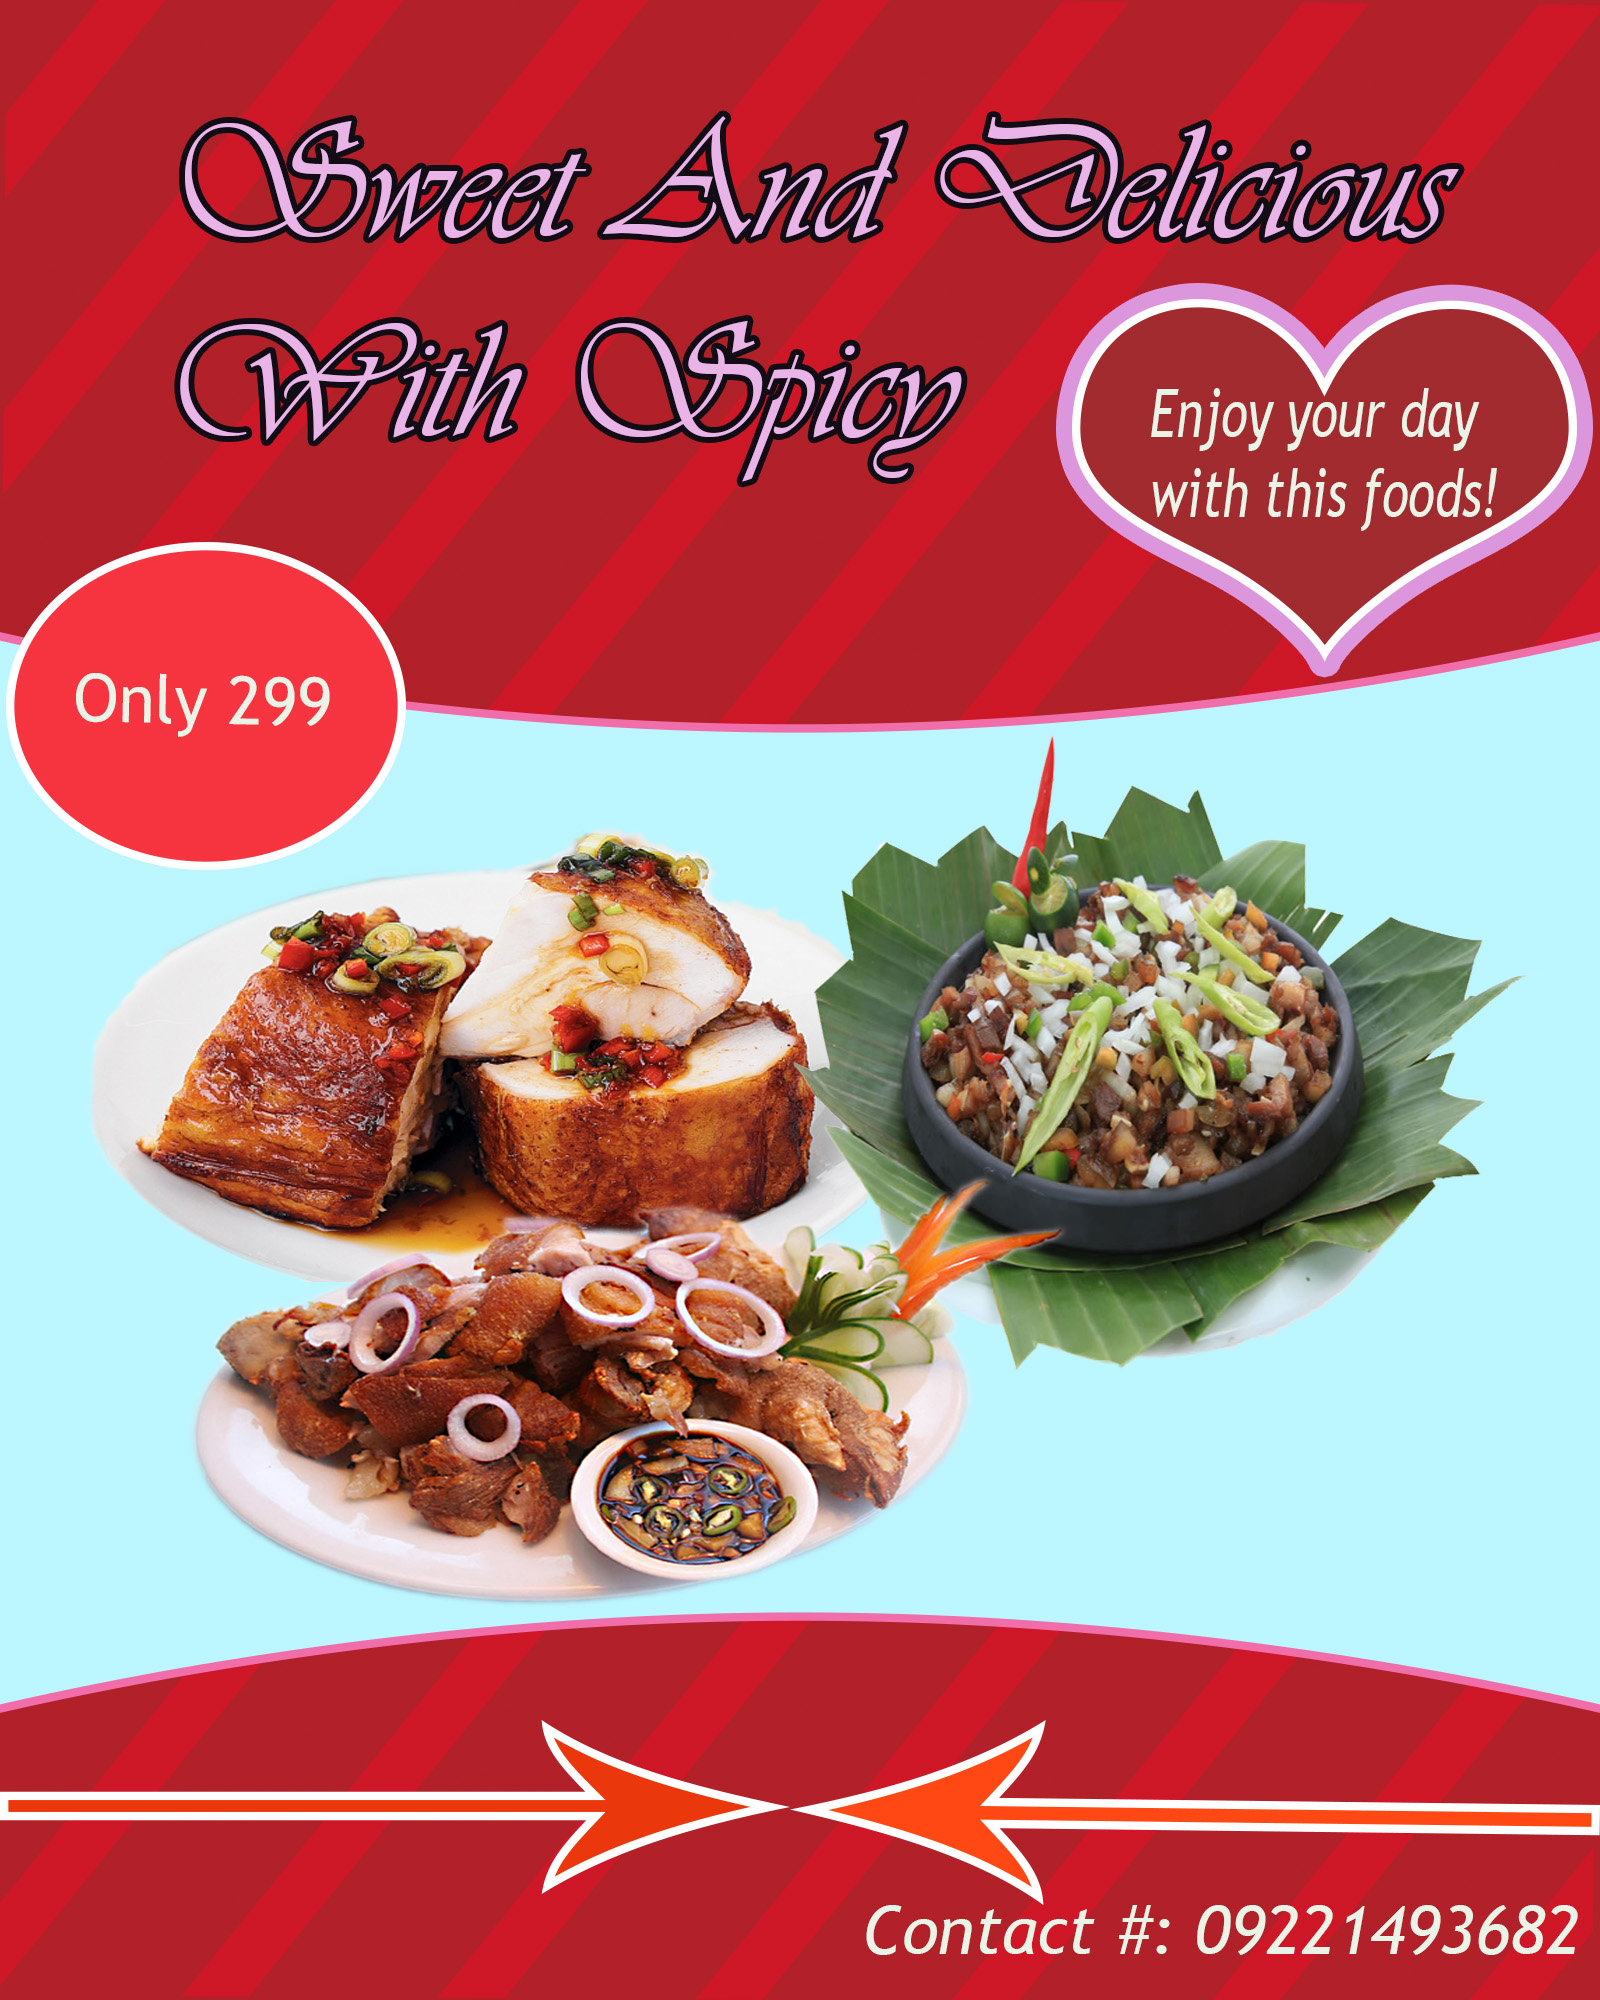 Sweet And Delicious
With Spicy
Enjoy your day
with this foods!
Only 299
Contact #: 09221493682